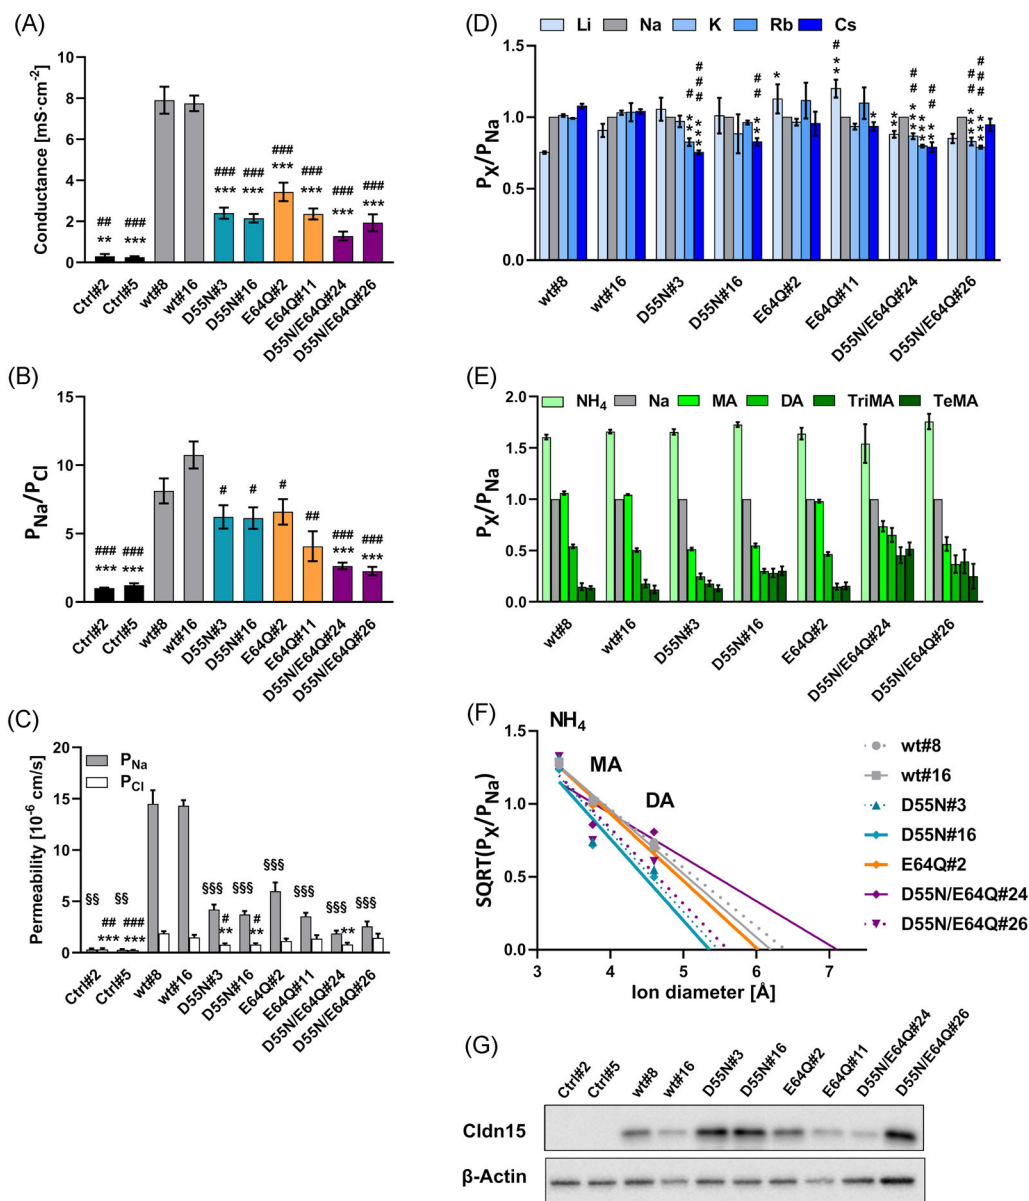 (A)
Conductance [mS·cm⁻²]
10
8
6
4
2
0
##
**
###
***
###
***
###
***
###
***
###
***
###
***
###
***
Ctrl#2
Ctrl#5
wt#8
wt#16
D55N#3
D55N#16
E64Q#2
E64Q#11
D55N/E64Q#24
D55N/E64Q#26
(B)
P_Na/P_Cl
15
10
5
0
###
***
###
***
#
#
#
##
###
***
###
***
Ctrl#2
Ctrl#5
wt#8
wt#16
D55N#3
D55N#16
E64Q#2
E64Q#11
D55N/E64Q#24
D55N/E64Q#26
(C)
Permeability [10⁻⁶ cm/s]
20
15
10
5
0
P_Na
P_Cl
§§
##
***
§§
###
***
§§§
#
**
§§§
#
**
§§§
§§§
§§§
**
§§§
Ctrl#2
Ctrl#5
wt#8
wt#16
D55N#3
D55N#16
E64Q#2
E64Q#11
D55N/E64Q#24
D55N/E64Q#26
(D)
Li Na K Rb Cs
P_X/P_Na
1.5
1.0
0.5
0.0
##
**
###
***
##
**
*
#
**
*
**
##
***
***
##
**
##
***
###
***
wt#8
wt#16
D55N#3
D55N#16
E64Q#2
E64Q#11
D55N/E64Q#24
D55N/E64Q#26
(E)
NH₄ Na MA DA TriMA TeMA
P_X/P_Na
2.0
1.5
1.0
0.5
0.0
wt#8
wt#16
D55N#3
D55N#16
E64Q#2
D55N/E64Q#24
D55N/E64Q#26
(F)
SQRT(P_X/P_Na)
1.5
1.0
0.5
0.0
NH₄
MA
DA
3 4 5 6 7
Ion diameter [Å]
wt#8
wt#16
D55N#3
D55N#16
E64Q#2
D55N/E64Q#24
D55N/E64Q#26
(G)
Ctrl#2
Ctrl#5
wt#8
wt#16
D55N#3
D55N#16
E64Q#2
E64Q#11
D55N/E64Q#24
D55N/E64Q#26
Cldn15
β-Actin